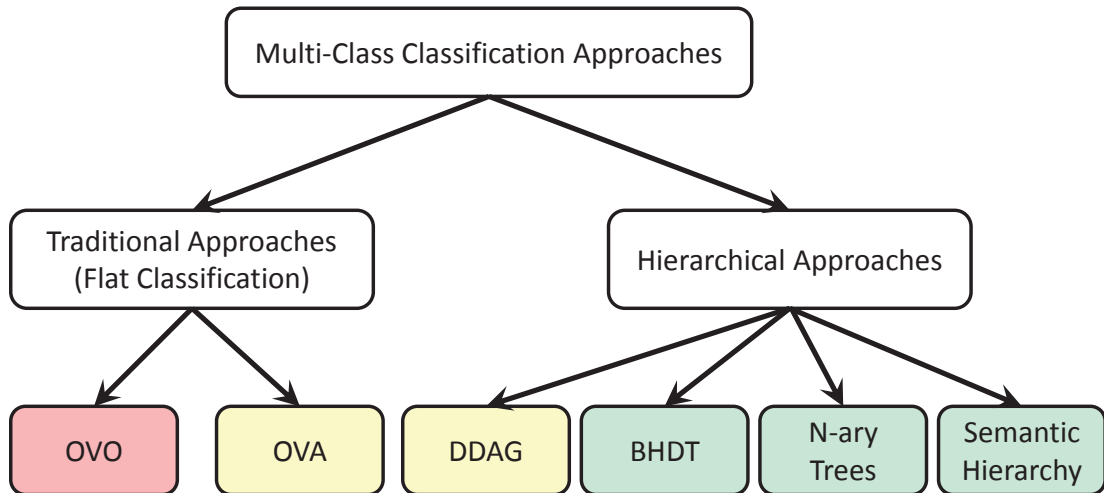 Multi-Class Classification Approaches
Traditional Approaches
(Flat Classification)
Hierarchical Approaches
OVO
OVA
DDAG
BHDT
N-ary
Trees
Semantic
Hierarchy